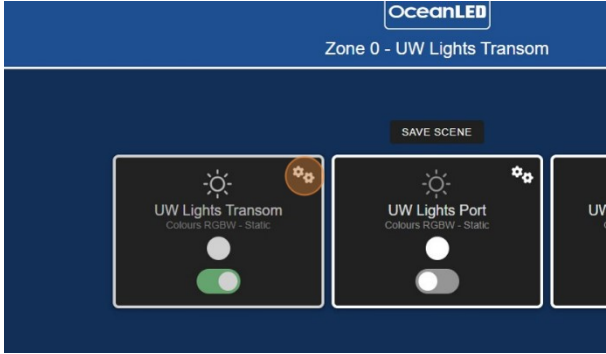 OceanLED
Zone 0 - UW Lights Transom
SAVE SCENE
UW Lights Transom
Colours RGBW - Static
UW Lights Port
Colours RGBW - Static
UW